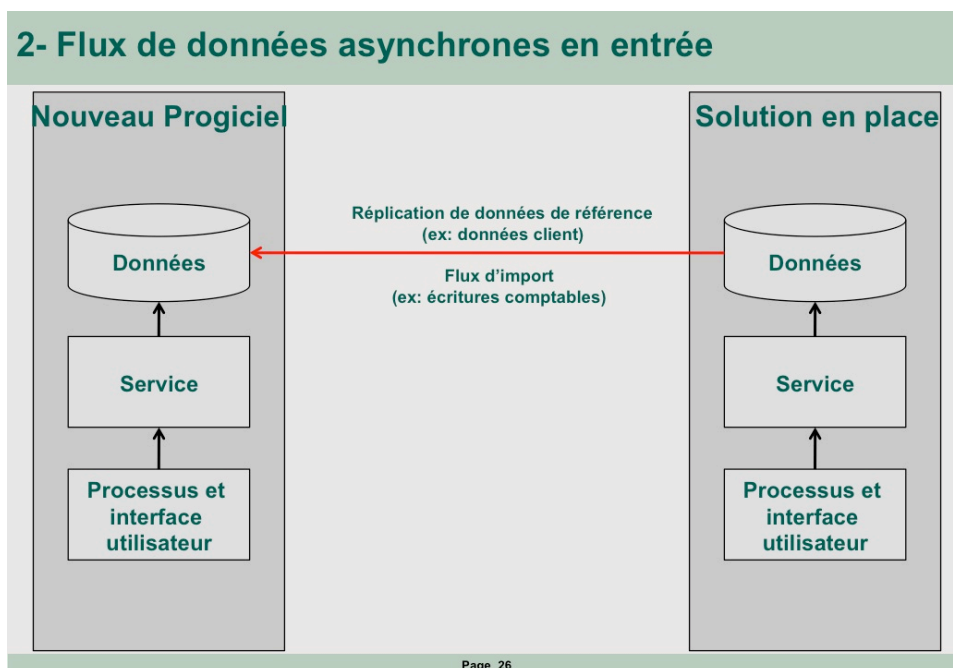 2- Flux de données asynchrones en entrée
Nouveau Progiciel
Solution en place
Réplication de données de référence
(ex: données client)
Données
Flux d’import
(ex: écritures comptables)
Données
Service
Service
Processus et
interface
utilisateur
Processus et
interface
utilisateur
Page 26